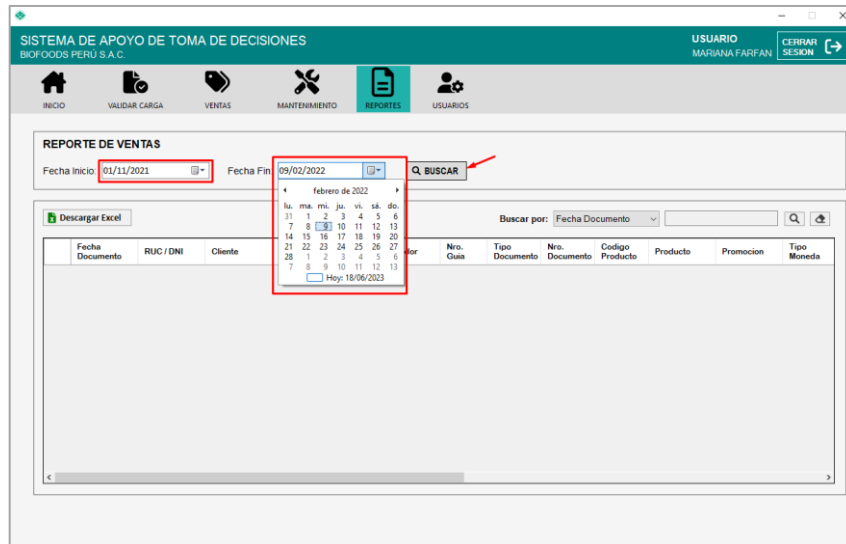 SISTEMA DE APOYO DE TOMA DE DECISIONES
BIOFOODS PERÚ S.A.C.
USUARIO
MARIANA FARFAN
CERRAR
SESION
INICIO
VALIDAR CARGA
VENTAS
MANTENIMIENTO
REPORTES
USUARIOS
REPORTE DE VENTAS
Fecha Inicio: 01/11/2021
Fecha Fin: 09/02/2022
BUSCAR
febrero de 2022
lu. ma. mi. ju. vi. sá. do.
31 1 2 3 4 5 6
7 8 9 10 11 12 13
14 15 16 17 18 19 20
21 22 23 24 25 26 27
28 1 2 3 4 5 6
7 8 9 10 11 12 13
Hoy: 18/06/2023
Descargar Excel
Buscar por: Fecha Documento
Fecha Documento
RUC / DNI
Cliente
Nro. Guia
Tipo Documento
Nro. Documento
Codigo Producto
Producto
Promocion
Tipo Moneda